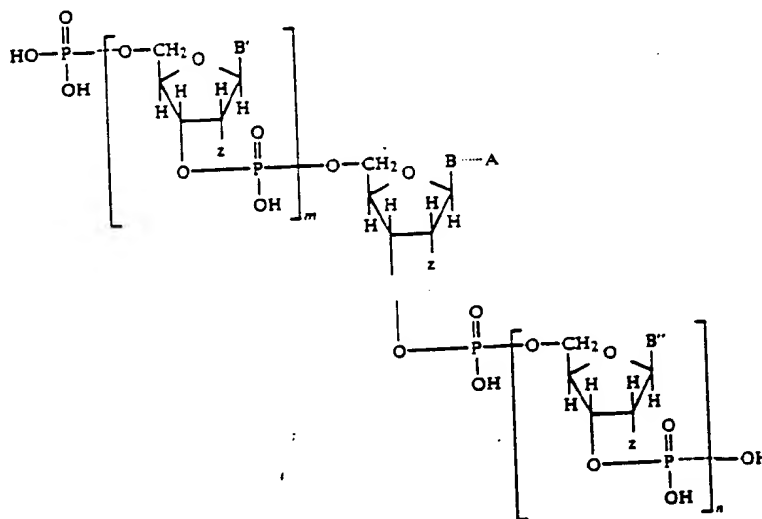 O
HO—P—O—CH₂ O B'
OH H H H H
z O
O—P—O—CH₂ O B┈A
OH m H H H H
z
O
O—P—O—CH₂ O B"
OH H H H H
z O
O—P—OH
OH n